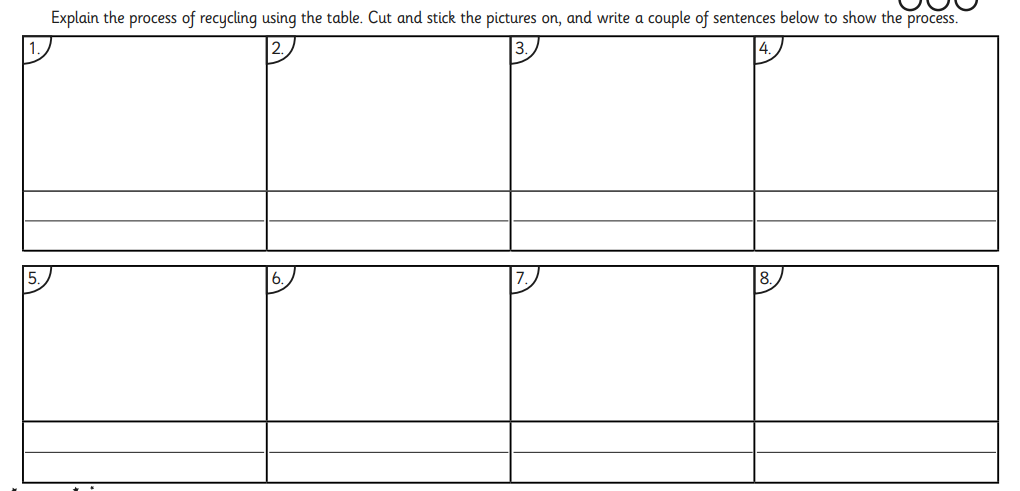 Explain the process of recycling using the table. Cut and stick the pictures on, and write a couple of sentences below to show the process.
1. 2. 3. 4.
5. 6. 7. 8.